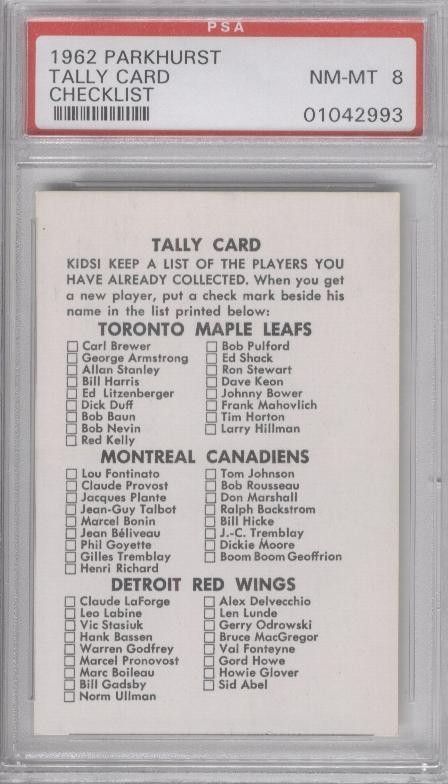 PSA
1962 PARKHURST
TALLY CARD NM-MT 8
CHECKLIST
01042993
TALLY CARD
KIDS! KEEP A LIST OF THE PLAYERS YOU
HAVE ALREADY COLLECTED. When you get
a new player, put a check mark beside his
name in the list printed below:
TORONTO MAPLE LEAFS
Carl Brewer
George Armstrong
Allan Stanley
Bill Harris
Ed Litzenberger
Dick Duff
Bob Baun
Bob Nevin
Red Kelly
Bob Pulford
Ed Shack
Ron Stewart
Dave Keon
Johnny Bower
Frank Mahovlich
Tim Horton
Larry Hillman
MONTREAL CANADIENS
Lou Fontinato
Claude Provost
Jacques Plante
Jean-Guy Talbot
Marcel Bonin
Jean Béliveau
Phil Goyette
Gilles Tremblay
Henri Richard
Tom Johnson
Bob Rousseau
Don Marshall
Ralph Backstrom
Bill Hicke
J.-C. Tremblay
Dickie Moore
Boom Boom Geoffrion
DETROIT RED WINGS
Claude LaForge
Leo Labine
Vic Stasiuk
Hank Bassen
Warren Godfrey
Marcel Pronovost
Marc Boileau
Bill Gadsby
Norm Ullman
Alex Delvecchio
Len Lunde
Gerry Odrowski
Bruce MacGregor
Val Fonteyne
Gord Howe
Howie Glover
Sid Abel